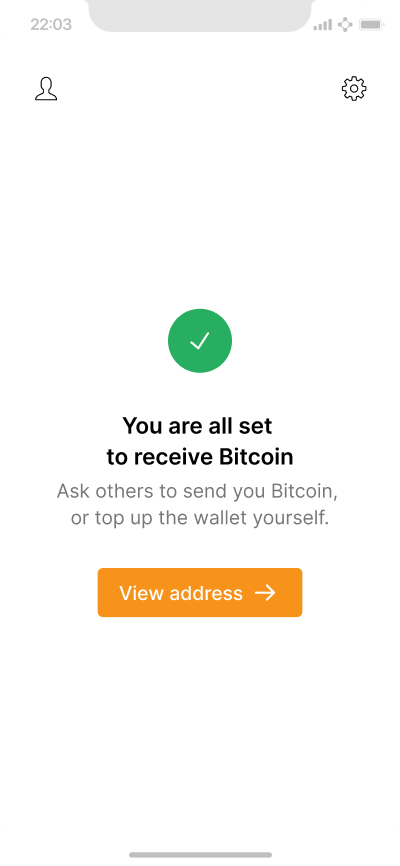 22:03
You are all set
to receive Bitcoin
Ask others to send you Bitcoin,
or top up the wallet yourself.
View address